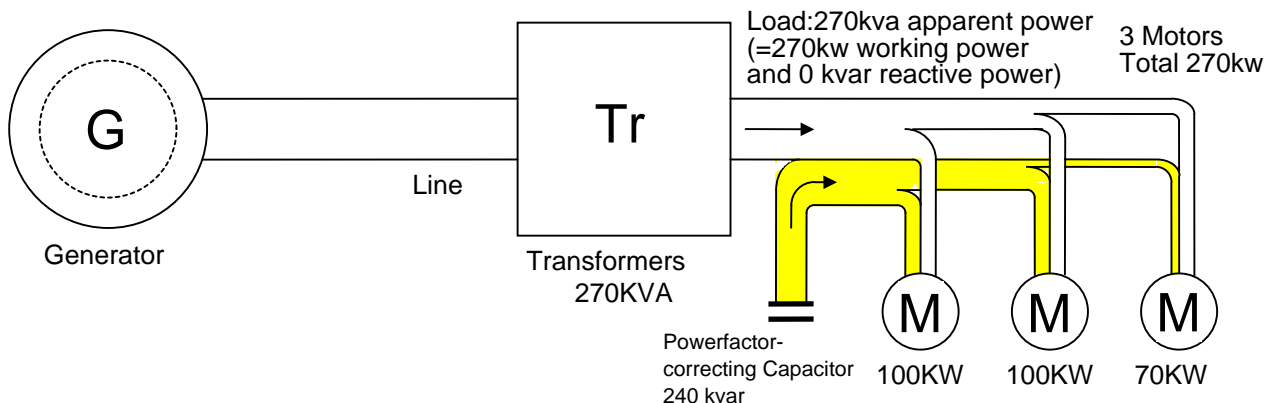 Load:270kva apparent power
(=270kw working power
and 0 kvar reactive power)
3 Motors
Total 270kw
G
Tr
Line
Generator
Transformers
270KVA
M
M
M
Powerfactor-
correcting Capacitor
240 kvar
100KW
100KW
70KW